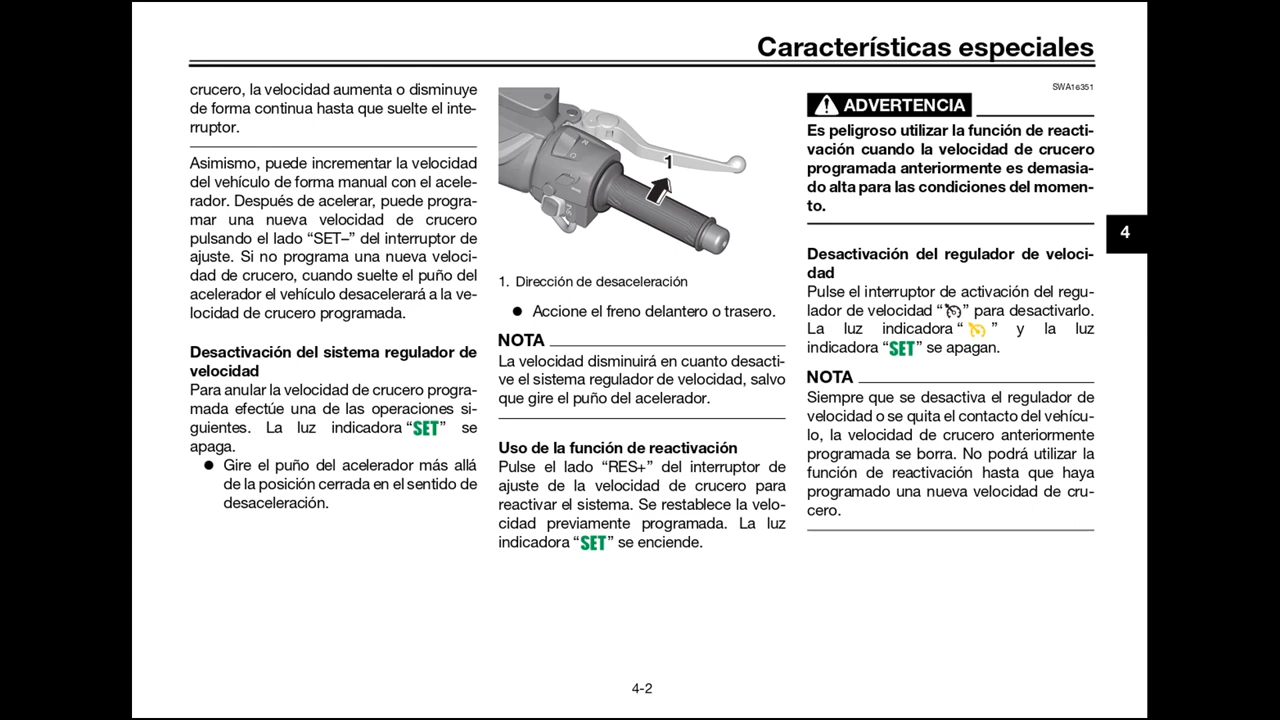 Características especiales
crucero, la velocidad aumenta o disminuye
de forma continua hasta que suelte el inte-
rruptor.
Asimismo, puede incrementar la velocidad
del vehículo de forma manual con el acele-
rador. Después de acelerar, puede progra-
mar una nueva velocidad de crucero
pulsando el lado “SET–” del interruptor de
ajuste. Si no programa una nueva veloci-
dad de crucero, cuando suelte el puño del
acelerador el vehículo desacelerará a la ve-
locidad de crucero programada.
Desactivación del sistema regulador de
velocidad
Para anular la velocidad de crucero progra-
mada efectúe una de las operaciones si-
guientes. La luz indicadora “SET” se
apaga.
● Gire el puño del acelerador más allá
de la posición cerrada en el sentido de
desaceleración.
1
1. Dirección de desaceleración
● Accione el freno delantero o trasero.
NOTA
La velocidad disminuirá en cuanto desacti-
ve el sistema regulador de velocidad, salvo
que gire el puño del acelerador.
Uso de la función de reactivación
Pulse el lado “RES+” del interruptor de
ajuste de la velocidad de crucero para
reactivar el sistema. Se restablece la velo-
cidad previamente programada. La luz
indicadora “SET” se enciende.
SWA16351
ADVERTENCIA
Es peligroso utilizar la función de reacti-
vación cuando la velocidad de crucero
programada anteriormente es demasia-
do alta para las condiciones del momen-
to.
Desactivación del regulador de veloci-
dad
Pulse el interruptor de activación del regu-
lador de velocidad “ ” para desactivarlo.
La luz indicadora “ ” y la luz
indicadora “SET” se apagan.
NOTA
Siempre que se desactiva el regulador de
velocidad o se quita el contacto del vehícu-
lo, la velocidad de crucero anteriormente
programada se borra. No podrá utilizar la
función de reactivación hasta que haya
programado una nueva velocidad de cru-
cero.
4
4-2